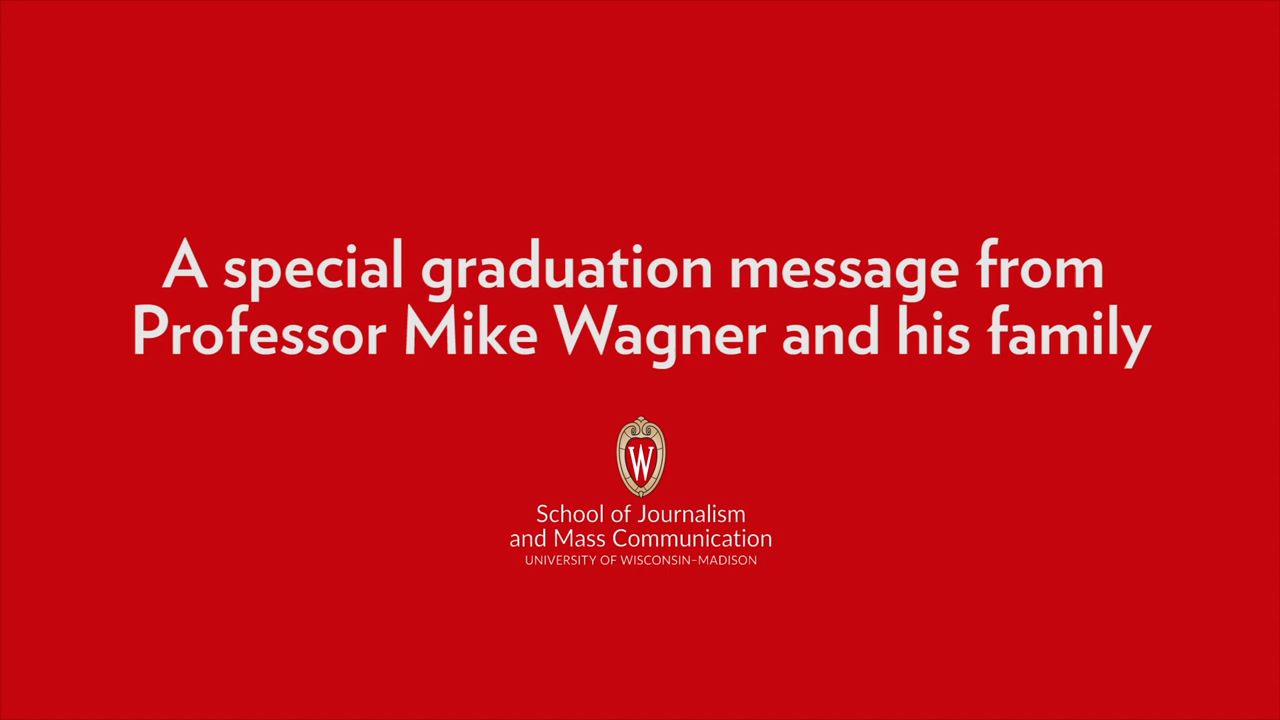 A special graduation message from
Professor Mike Wagner and his family
W
School of Journalism
and Mass Communication
UNIVERSITY OF WISCONSIN–MADISON